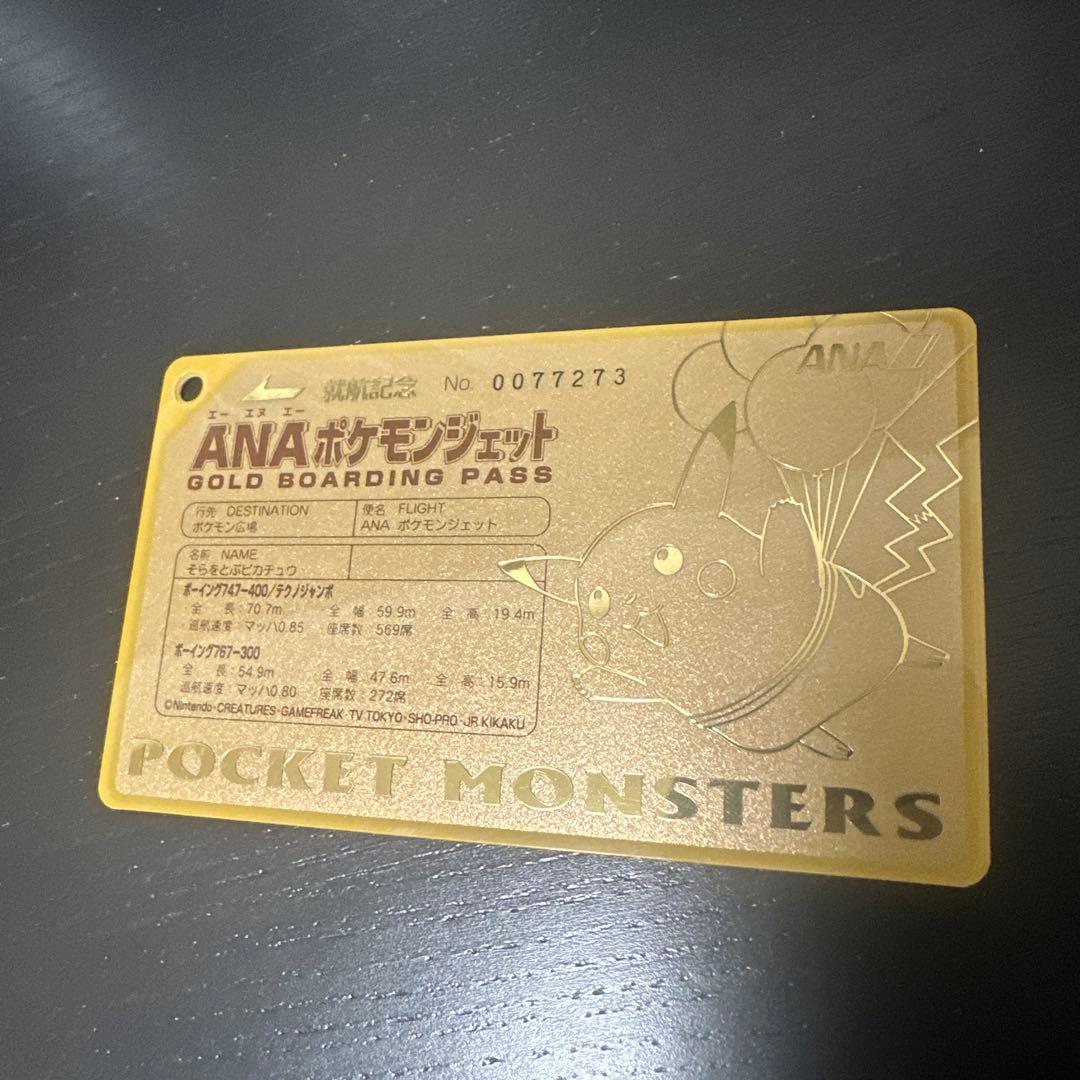 ANA
就航記念 No. 0077273
エー エヌ エー
ANAポケモンジェット
GOLD BOARDING PASS
行先 DESTINATION
ポケモン広場
便名 FLIGHT
ANA ポケモンジェット
名前 NAME
そらをとぶピカチュウ
ボーイング747-400/テクノジャンボ
全長:70.7m 全幅:59.9m 全高:19.4m
巡航速度:マッハ0.85 座席数:569席
ボーイング767-300
全長:54.9m 全幅:47.6m 全高:15.9m
巡航速度:マッハ0.80 座席数:272席
©Nintendo・CREATURES・GAMEFREAK・TV TOKYO・SHO-PRO・JR KIKAKU
POCKET MONSTERS